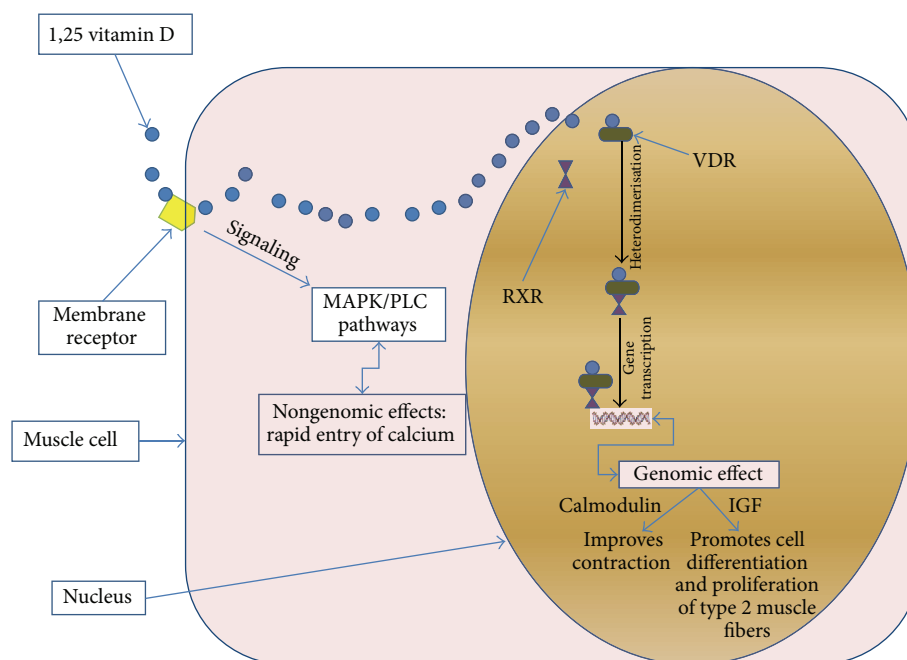 1,25 vitamin D
VDR
Heterodimerisation
Signaling
RXR
Membrane
receptor
MAPK/PLC
pathways
Gene
transcription
Nongenomic effects:
rapid entry of calcium
Muscle cell
Genomic effect
Calmodulin
IGF
Improves
contraction
Promotes cell
differentiation
and proliferation
of type 2 muscle
fibers
Nucleus